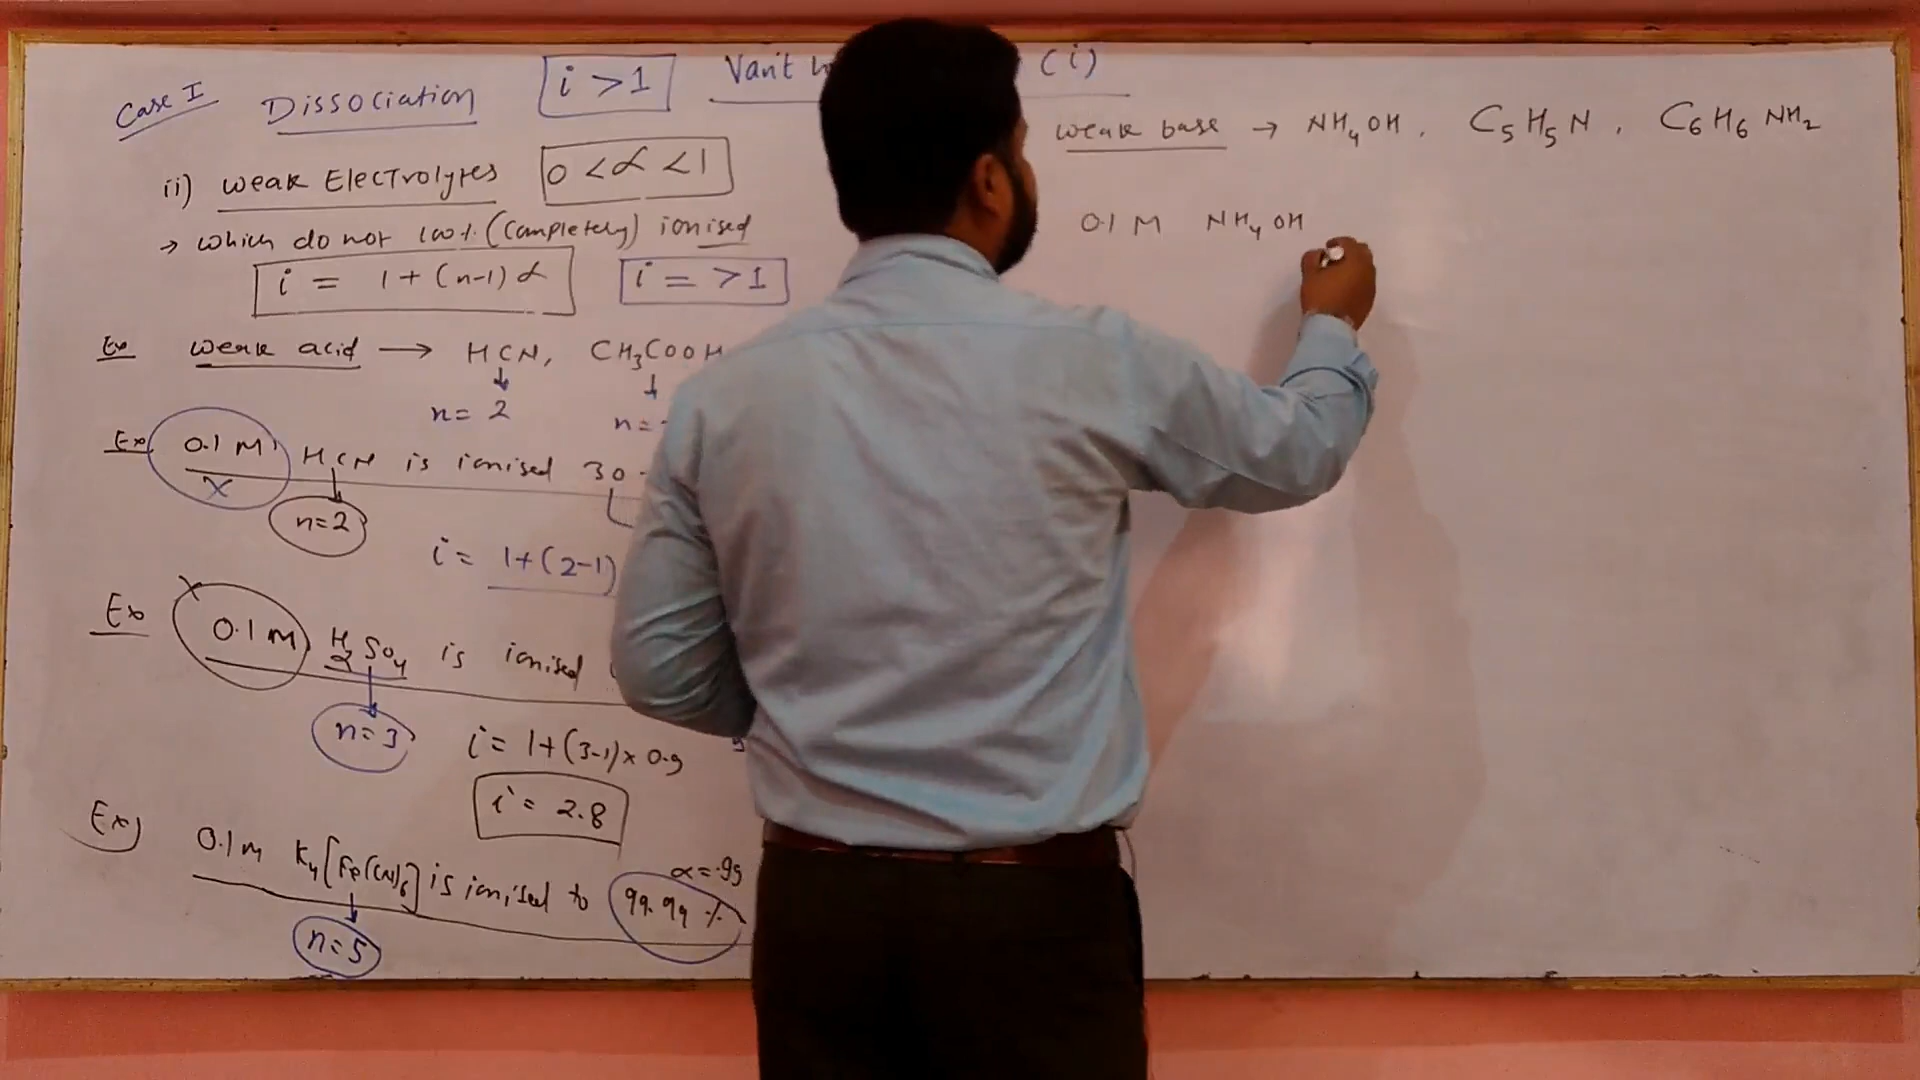 Case I Dissociation i > 1
Van't (i)
ii) weak Electrolytes 0 < α < 1
→ which do not 100% (completely) ionised
i = 1 + (n-1) α i = > 1
Ex weak acid → HCN, CH₃COOH
n = 2 n =
Ex 0.1 M HCN is ionised 30
x
n=2
i = 1+(2-1)
Ex 0.1 M H₂SO₄ is ionised
x
n=3
i = 1+(3-1)x 0.9
i = 2.8
Ex) 0.1 M K₄[Fe(CN)₆] is ionised to 99.99 %
α = .99
n=5
weak base → NH₄OH, C₅H₅N, C₆H₆NH₂
0.1 M NH₄OH